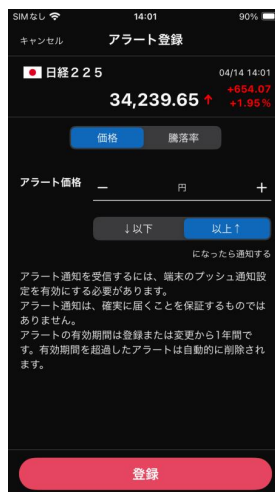 SIMなし 14:01 90%
キャンセル アラート登録
日経225 04/14 14:01
34,239.65 ↑ +654.07
+1.95%
価格 騰落率
アラート価格 － 円 ＋
↓以下 以上↑
になったら通知する
アラート通知を受信するには、端末のプッシュ通知設
定を有効にする必要があります。
アラート通知は、確実に届くことを保証するものでは
ありません。
アラートの有効期間は登録または変更から1年間で
す。有効期間を超過したアラートは自動的に削除され
ます。
登録